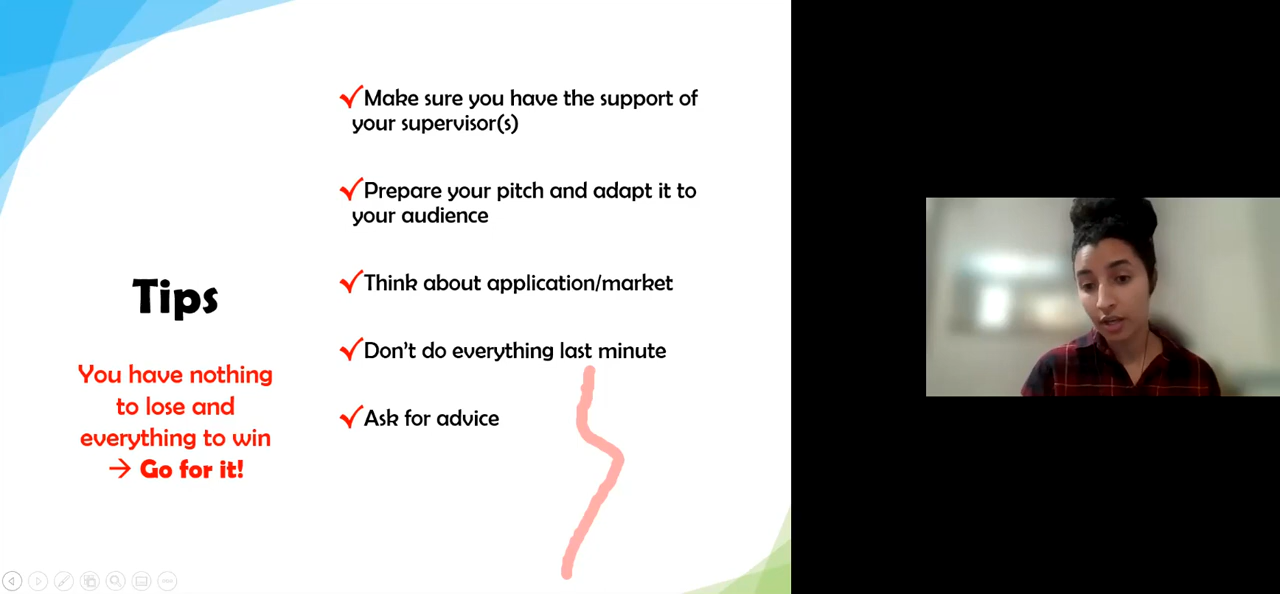 Tips
You have nothing
to lose and
everything to win
→ Go for it!
✓Make sure you have the support of
your supervisor(s)
✓Prepare your pitch and adapt it to
your audience
✓Think about application/market
✓Don't do everything last minute
✓Ask for advice